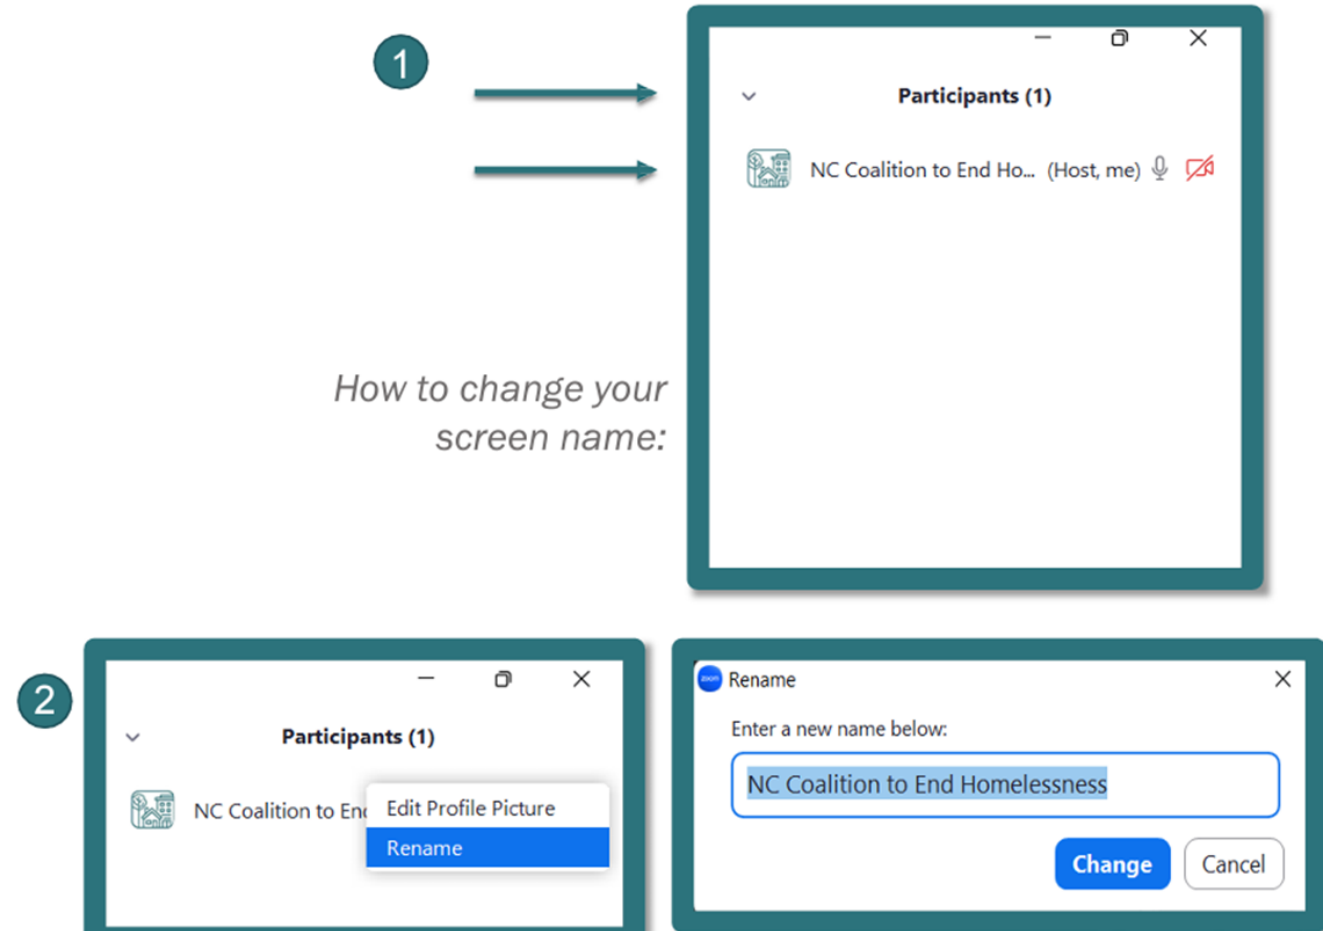 1
Participants (1)
NC Coalition to End Ho... (Host, me)
How to change your
screen name:
2
Participants (1)
NC Coalition to End
Edit Profile Picture
Rename
zoom Rename
Enter a new name below:
NC Coalition to End Homelessness
Change Cancel